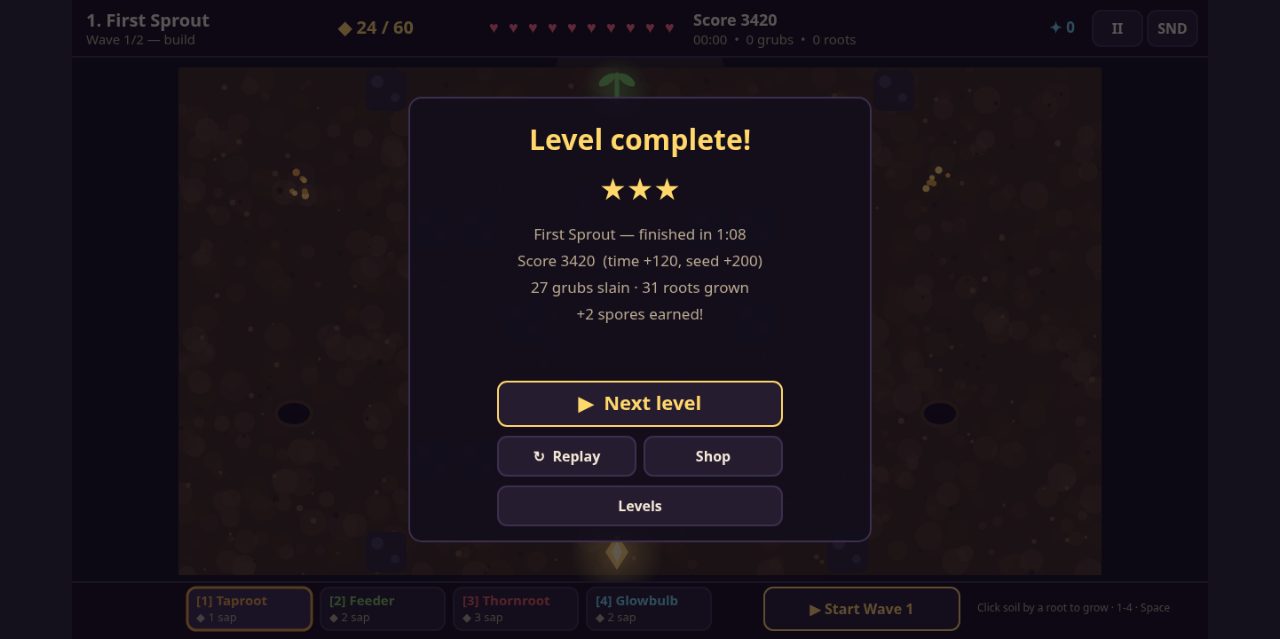 1. First Sprout
Wave 1/2 — build
◆ 24 / 60
♥ ♥ ♥ ♥ ♥ ♥ ♥ ♥ ♥ ♥
Score 3420
00:00 • 0 grubs • 0 roots
✦ 0
II
SND
Level complete!
★★★
First Sprout — finished in 1:08
Score 3420 (time +120, seed +200)
27 grubs slain · 31 roots grown
+2 spores earned!
▶ Next level
↻ Replay
Shop
Levels
[1] Taproot
◆ 1 sap
[2] Feeder
◆ 2 sap
[3] Thornroot
◆ 3 sap
[4] Glowbulb
◆ 2 sap
▶ Start Wave 1
Click soil by a root to grow · 1-4 · Space